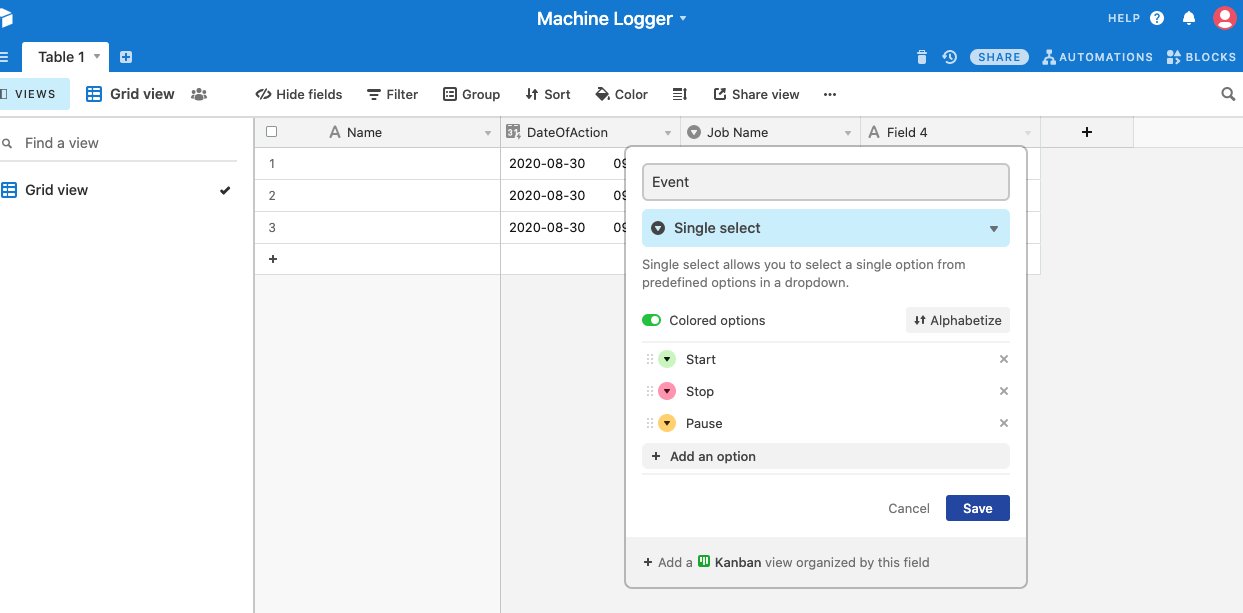 Machine Logger
HELP
Table 1
SHARE
AUTOMATIONS
BLOCKS
VIEWS
Grid view
Hide fields
Filter
Group
Sort
Color
Share view
Find a view
Grid view
Name
31
DateOfAction
Job Name
A Field 4
1 2020-08-30 09
2 2020-08-30 09
3 2020-08-30 09
+
Event
Single select
Single select allows you to select a single option from
predefined options in a dropdown.
Colored options
Alphabetize
Start
Stop
Pause
+ Add an option
Cancel
Save
+ Add a Kanban view organized by this field